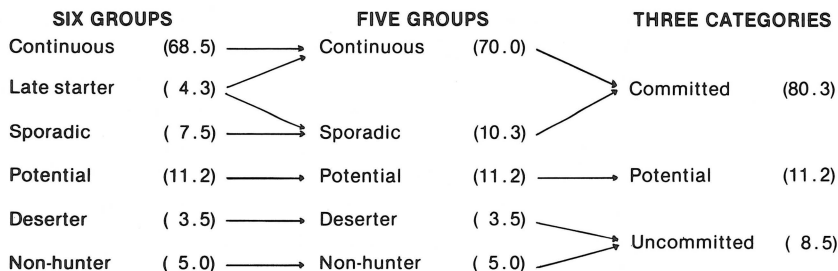 SIX GROUPS FIVE GROUPS THREE CATEGORIES
Continuous (68.5) Continuous (70.0)
Late starter ( 4.3) Committed (80.3)
Sporadic ( 7.5) Sporadic (10.3)
Potential (11.2) Potential (11.2) Potential (11.2)
Deserter ( 3.5) Deserter ( 3.5)
Uncommitted ( 8.5)
Non-hunter ( 5.0) Non-hunter ( 5.0)